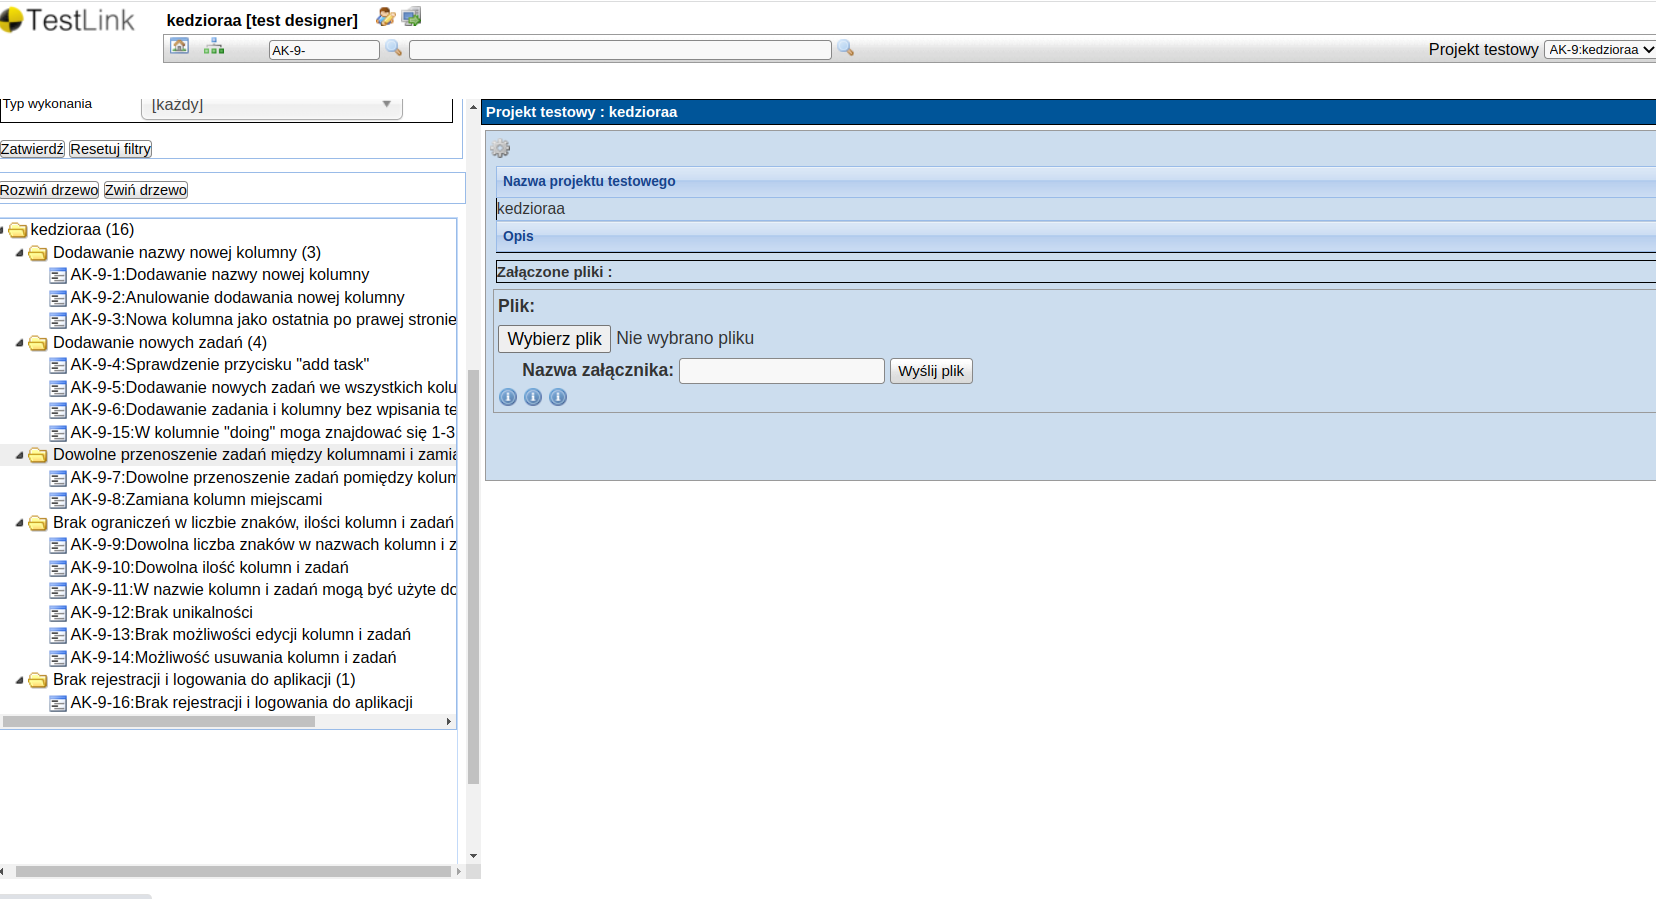 TestLink
kedzioraa [test designer]
AK-9-
Projekt testowy AK-9:kedzioraa
Typ wykonania [każdy]
Zatwierdź Resetuj filtry
Rozwiń drzewo Zwiń drzewo
kedzioraa (16)
Dodawanie nazwy nowej kolumny (3)
AK-9-1:Dodawanie nazwy nowej kolumny
AK-9-2:Anulowanie dodawania nowej kolumny
AK-9-3:Nowa kolumna jako ostatnia po prawej stronie
Dodawanie nowych zadań (4)
AK-9-4:Sprawdzenie przycisku "add task"
AK-9-5:Dodawanie nowych zadań we wszystkich kolu
AK-9-6:Dodawanie zadania i kolumny bez wpisania te
AK-9-15:W kolumnie "doing" moga znajdować się 1-3
Dowolne przenoszenie zadań między kolumnami i zamia
AK-9-7:Dowolne przenoszenie zadań pomiędzy kolum
AK-9-8:Zamiana kolumn miejscami
Brak ograniczeń w liczbie znaków, ilości kolumn i zadań
AK-9-9:Dowolna liczba znaków w nazwach kolumn i z
AK-9-10:Dowolna ilość kolumn i zadań
AK-9-11:W nazwie kolumn i zadań mogą być użyte do
AK-9-12:Brak unikalności
AK-9-13:Brak możliwości edycji kolumn i zadań
AK-9-14:Możliwość usuwania kolumn i zadań
Brak rejestracji i logowania do aplikacji (1)
AK-9-16:Brak rejestracji i logowania do aplikacji
Projekt testowy : kedzioraa
Nazwa projektu testowego
kedzioraa
Opis
Załączone pliki :
Plik:
Wybierz plik Nie wybrano pliku
Nazwa załącznika: Wyślij plik